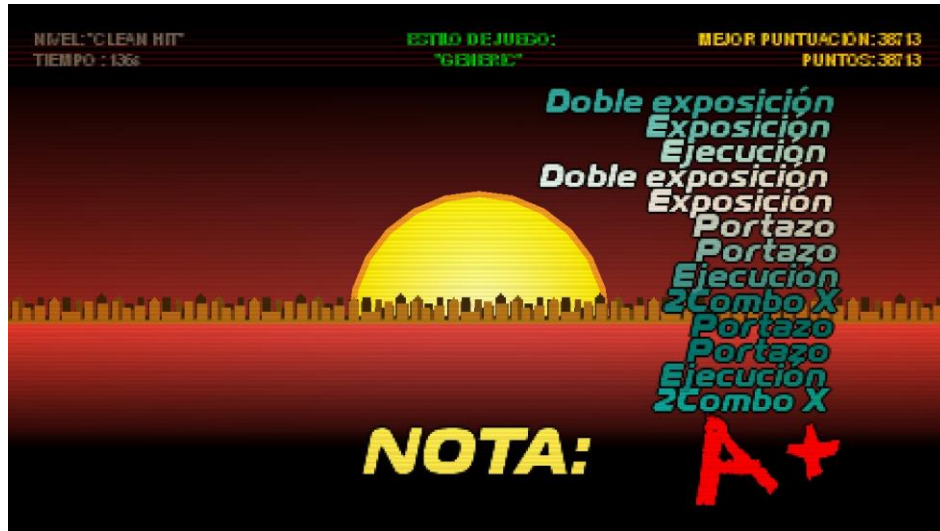 NIVEL:"CLEAN HIT"
TIEMPO : 136s
ESTILO DE JUEGO:
"GENERIC"
MEJOR PUNTUACIÓN:38713
PUNTOS:38713
Doble exposición
Exposición
Ejecución
Doble exposición
Exposición
Portazo
Portazo
Ejecución
2Combo X
Portazo
Portazo
Ejecución
2Combo X
NOTA: A+